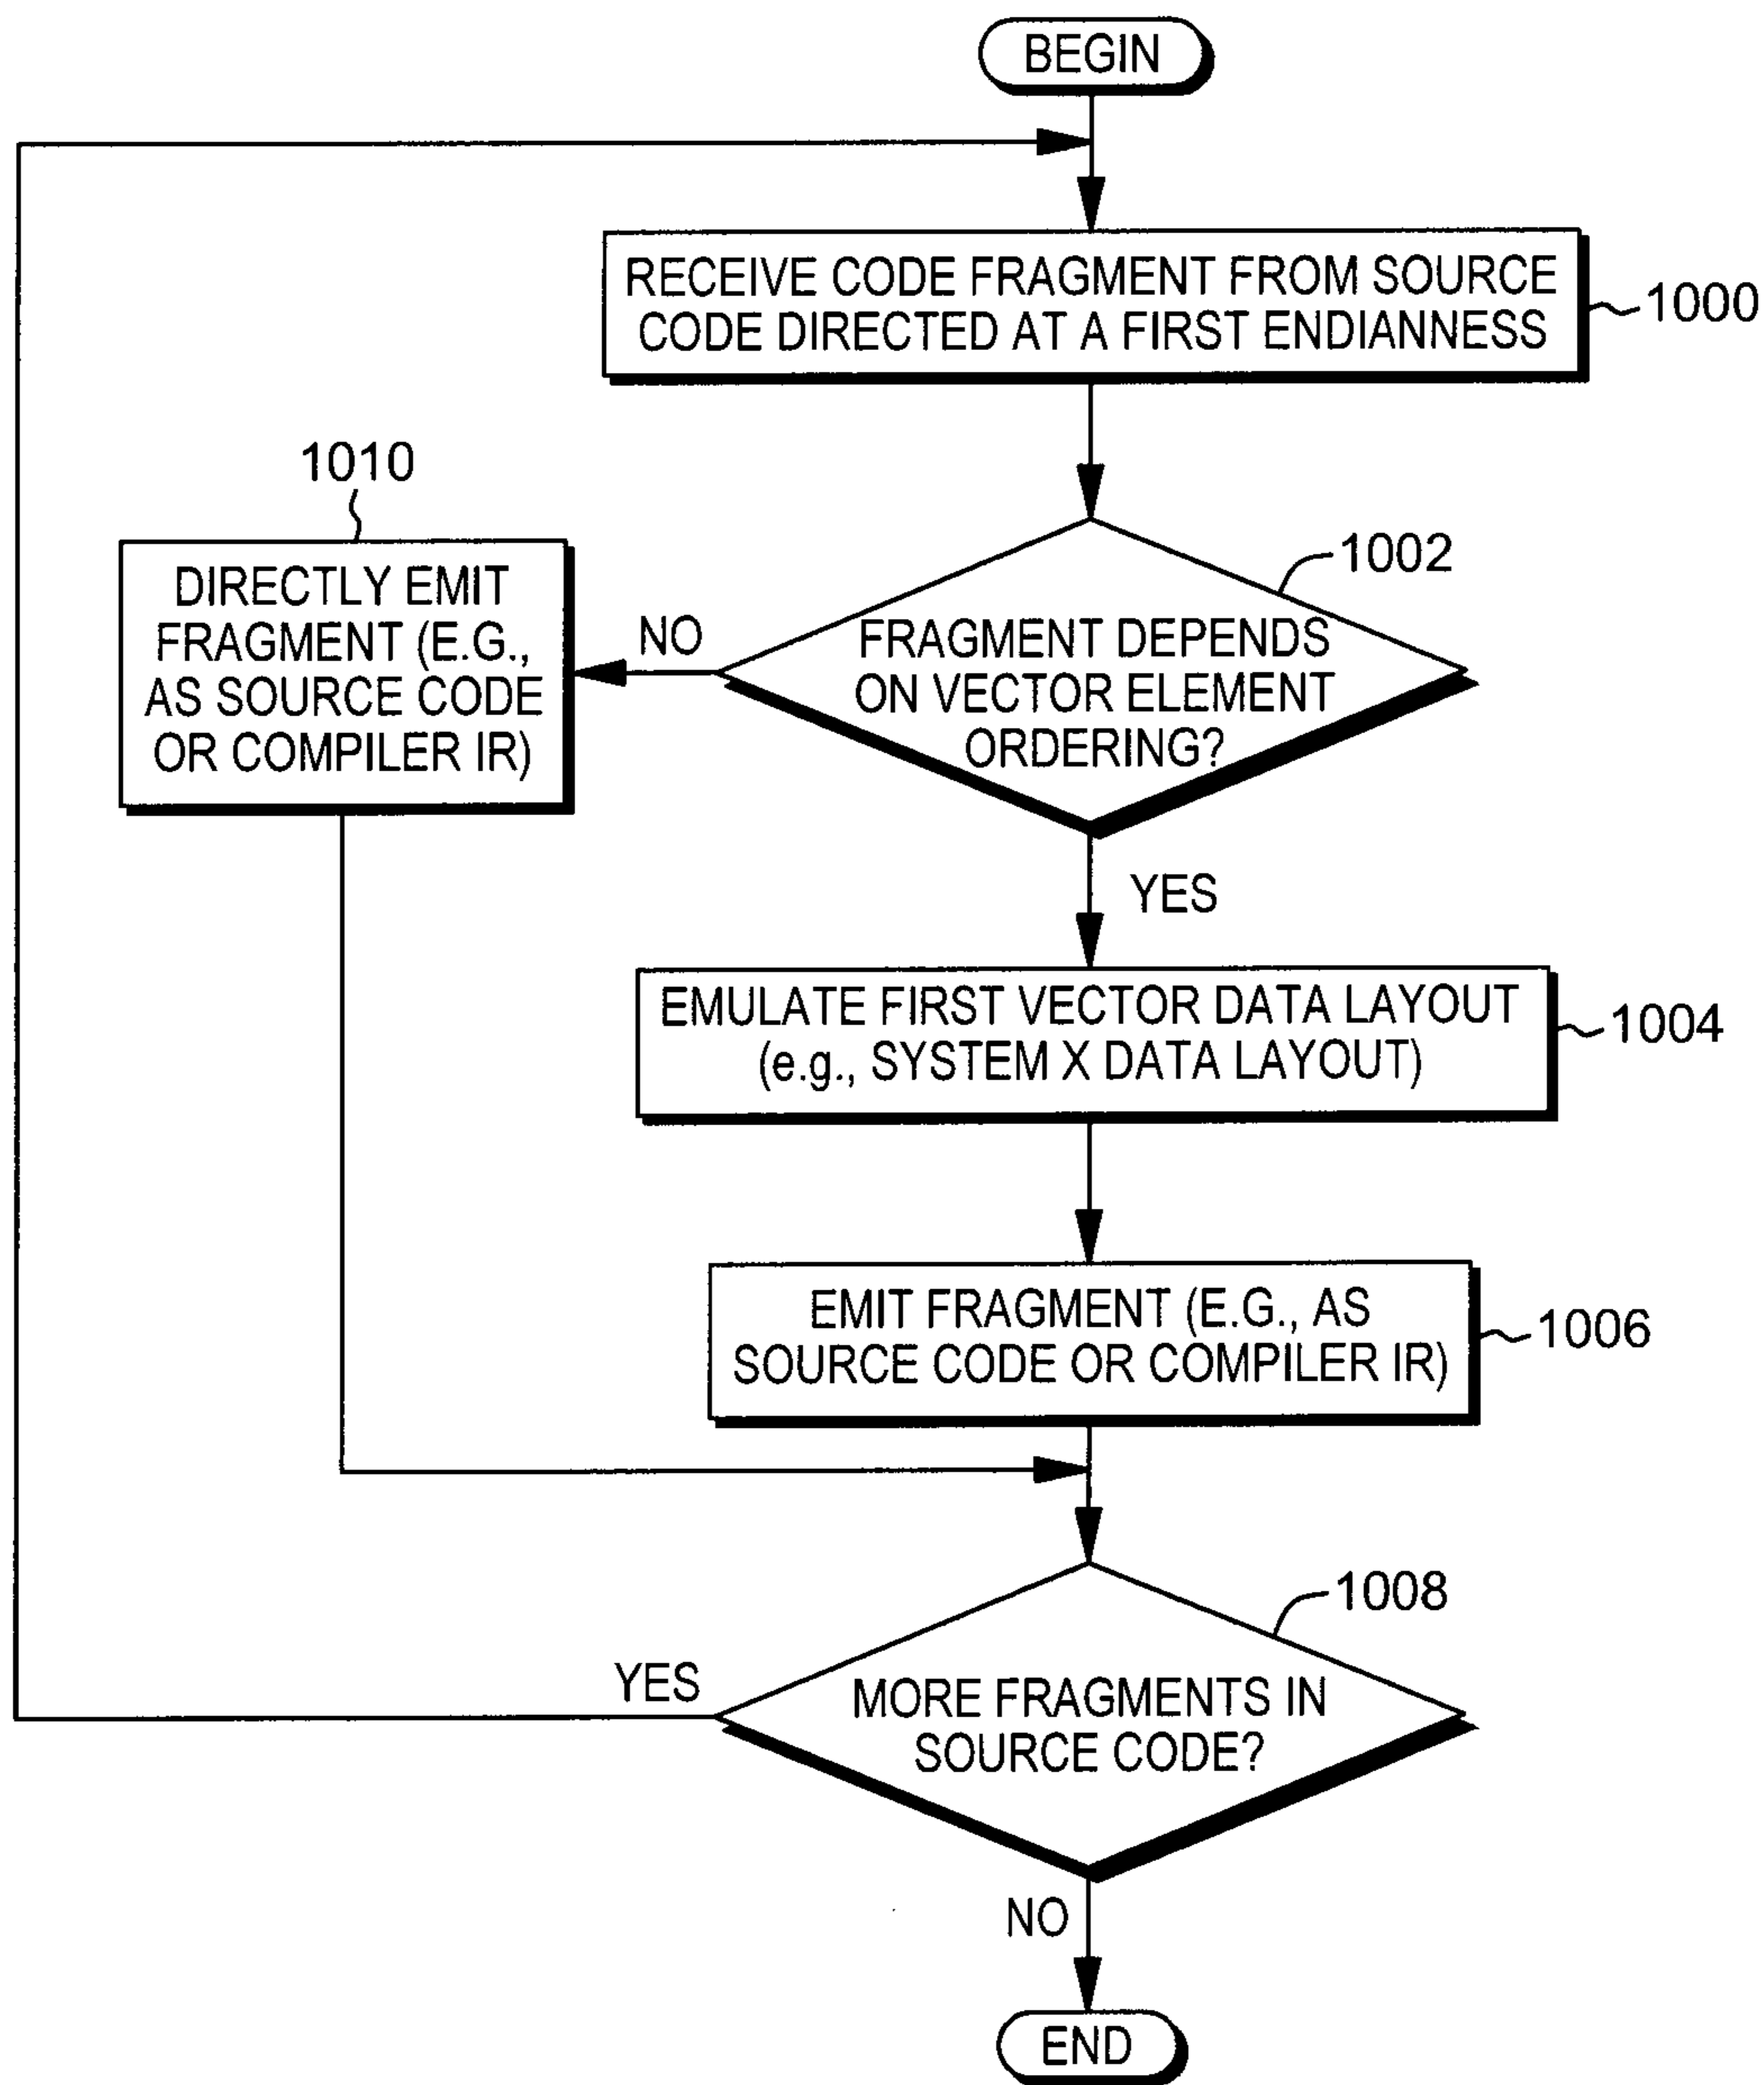 BEGIN
RECEIVE CODE FRAGMENT FROM SOURCE
CODE DIRECTED AT A FIRST ENDIANNESS
1000
1010
DIRECTLY EMIT
FRAGMENT (E.G.,
AS SOURCE CODE
OR COMPILER IR)
NO
1002
FRAGMENT DEPENDS
ON VECTOR ELEMENT
ORDERING?
YES
EMULATE FIRST VECTOR DATA LAYOUT
(e.g., SYSTEM X DATA LAYOUT)
1004
EMIT FRAGMENT (E.G., AS
SOURCE CODE OR COMPILER IR)
1006
1008
YES
MORE FRAGMENTS IN
SOURCE CODE?
NO
END